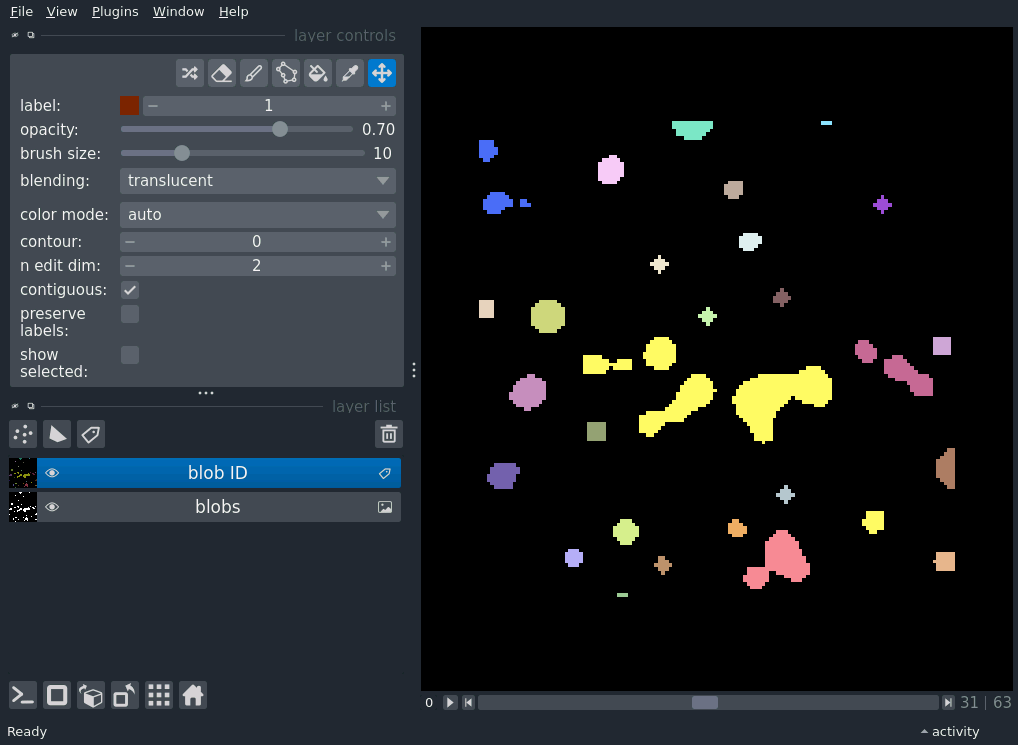 File View Plugins Window Help
layer controls
label: 1
opacity: 0.70
brush size: 10
blending: translucent
color mode: auto
contour: 0
n edit dim: 2
contiguous:
preserve
labels:
show
selected:
layer list
blob ID
blobs
0 31 | 63
Ready activity